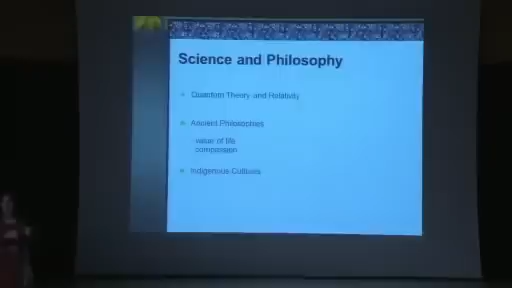 Science and Philosophy
Quantum Theory and Relativity
Ancient Philosophies
value of life
compassion
Indigenous Cultures